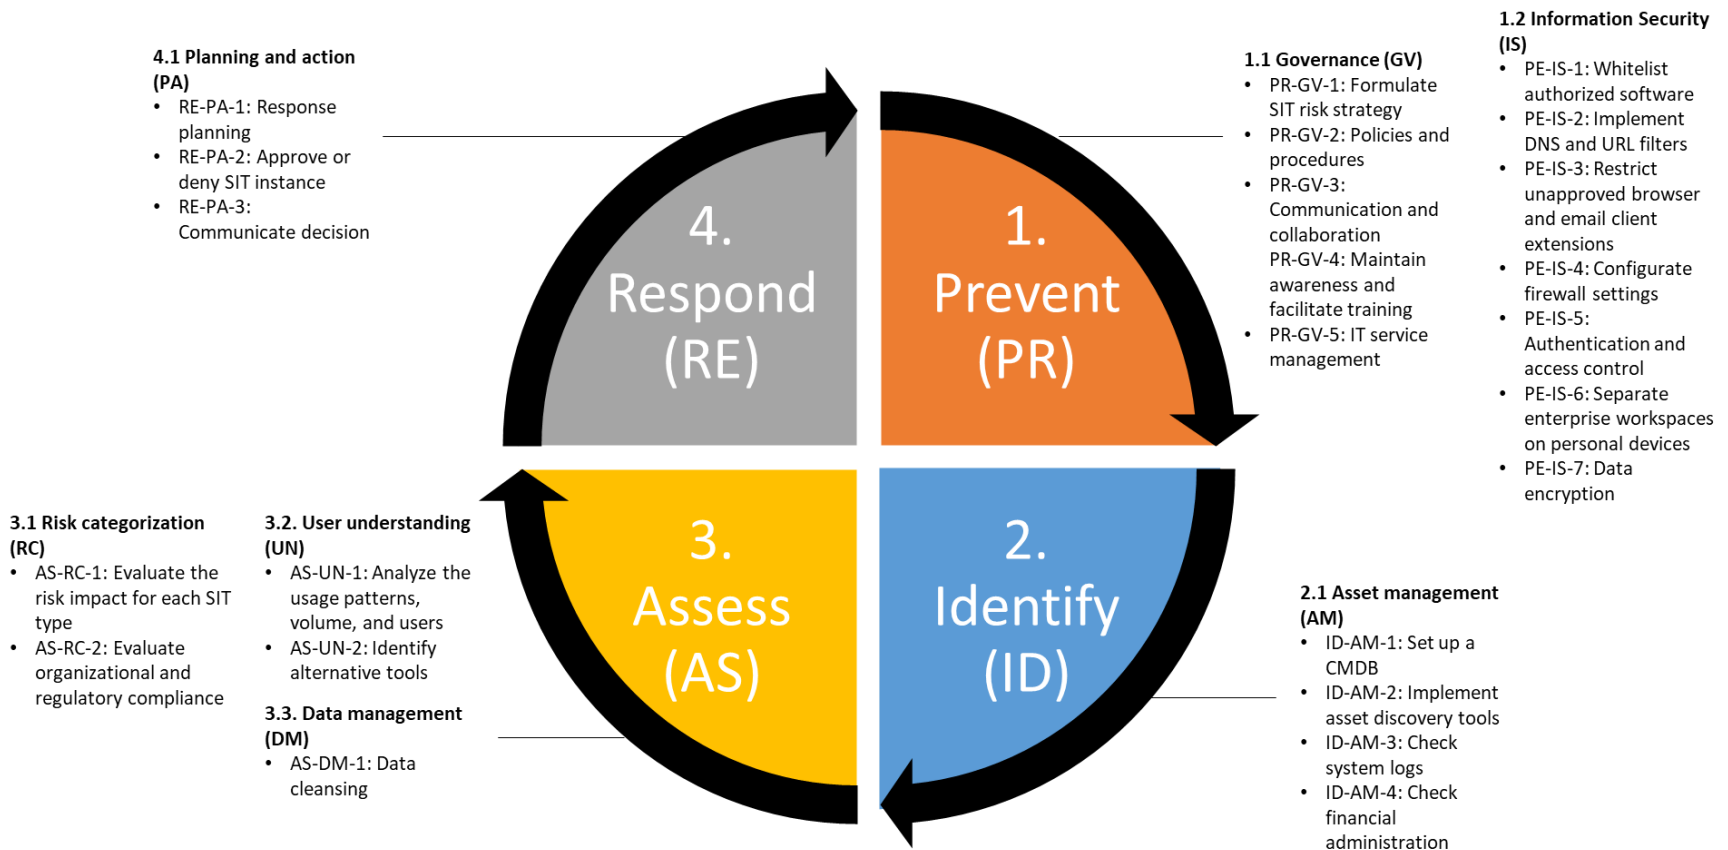 4.1 Planning and action
(PA)
• RE-PA-1: Response
planning
• RE-PA-2: Approve or
deny SIT instance
• RE-PA-3:
Communicate decision
1.1 Governance (GV)
• PR-GV-1: Formulate
SIT risk strategy
• PR-GV-2: Policies and
procedures
• PR-GV-3:
Communication and
collaboration
PR-GV-4: Maintain
awareness and
facilitate training
• PR-GV-5: IT service
management
1.2 Information Security
(IS)
• PE-IS-1: Whitelist
authorized software
• PE-IS-2: Implement
DNS and URL filters
• PE-IS-3: Restrict
unapproved browser
and email client
extensions
• PE-IS-4: Configurate
firewall settings
• PE-IS-5:
Authentication and
access control
• PE-IS-6: Separate
enterprise workspaces
on personal devices
• PE-IS-7: Data
encryption
4.
Respond
(RE)
1.
Prevent
(PR)
3.
Assess
(AS)
2.
Identify
(ID)
3.1 Risk categorization
(RC)
• AS-RC-1: Evaluate the
risk impact for each SIT
type
• AS-RC-2: Evaluate
organizational and
regulatory compliance
3.2. User understanding
(UN)
• AS-UN-1: Analyze the
usage patterns,
volume, and users
• AS-UN-2: Identify
alternative tools
3.3. Data management
(DM)
• AS-DM-1: Data
cleansing
2.1 Asset management
(AM)
• ID-AM-1: Set up a
CMDB
• ID-AM-2: Implement
asset discovery tools
• ID-AM-3: Check
system logs
• ID-AM-4: Check
financial
administration